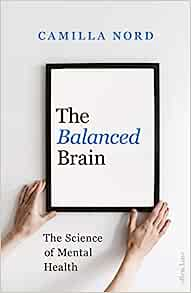 CAMILLA NORD
The
Balanced
Brain
The Science
of Mental
Health